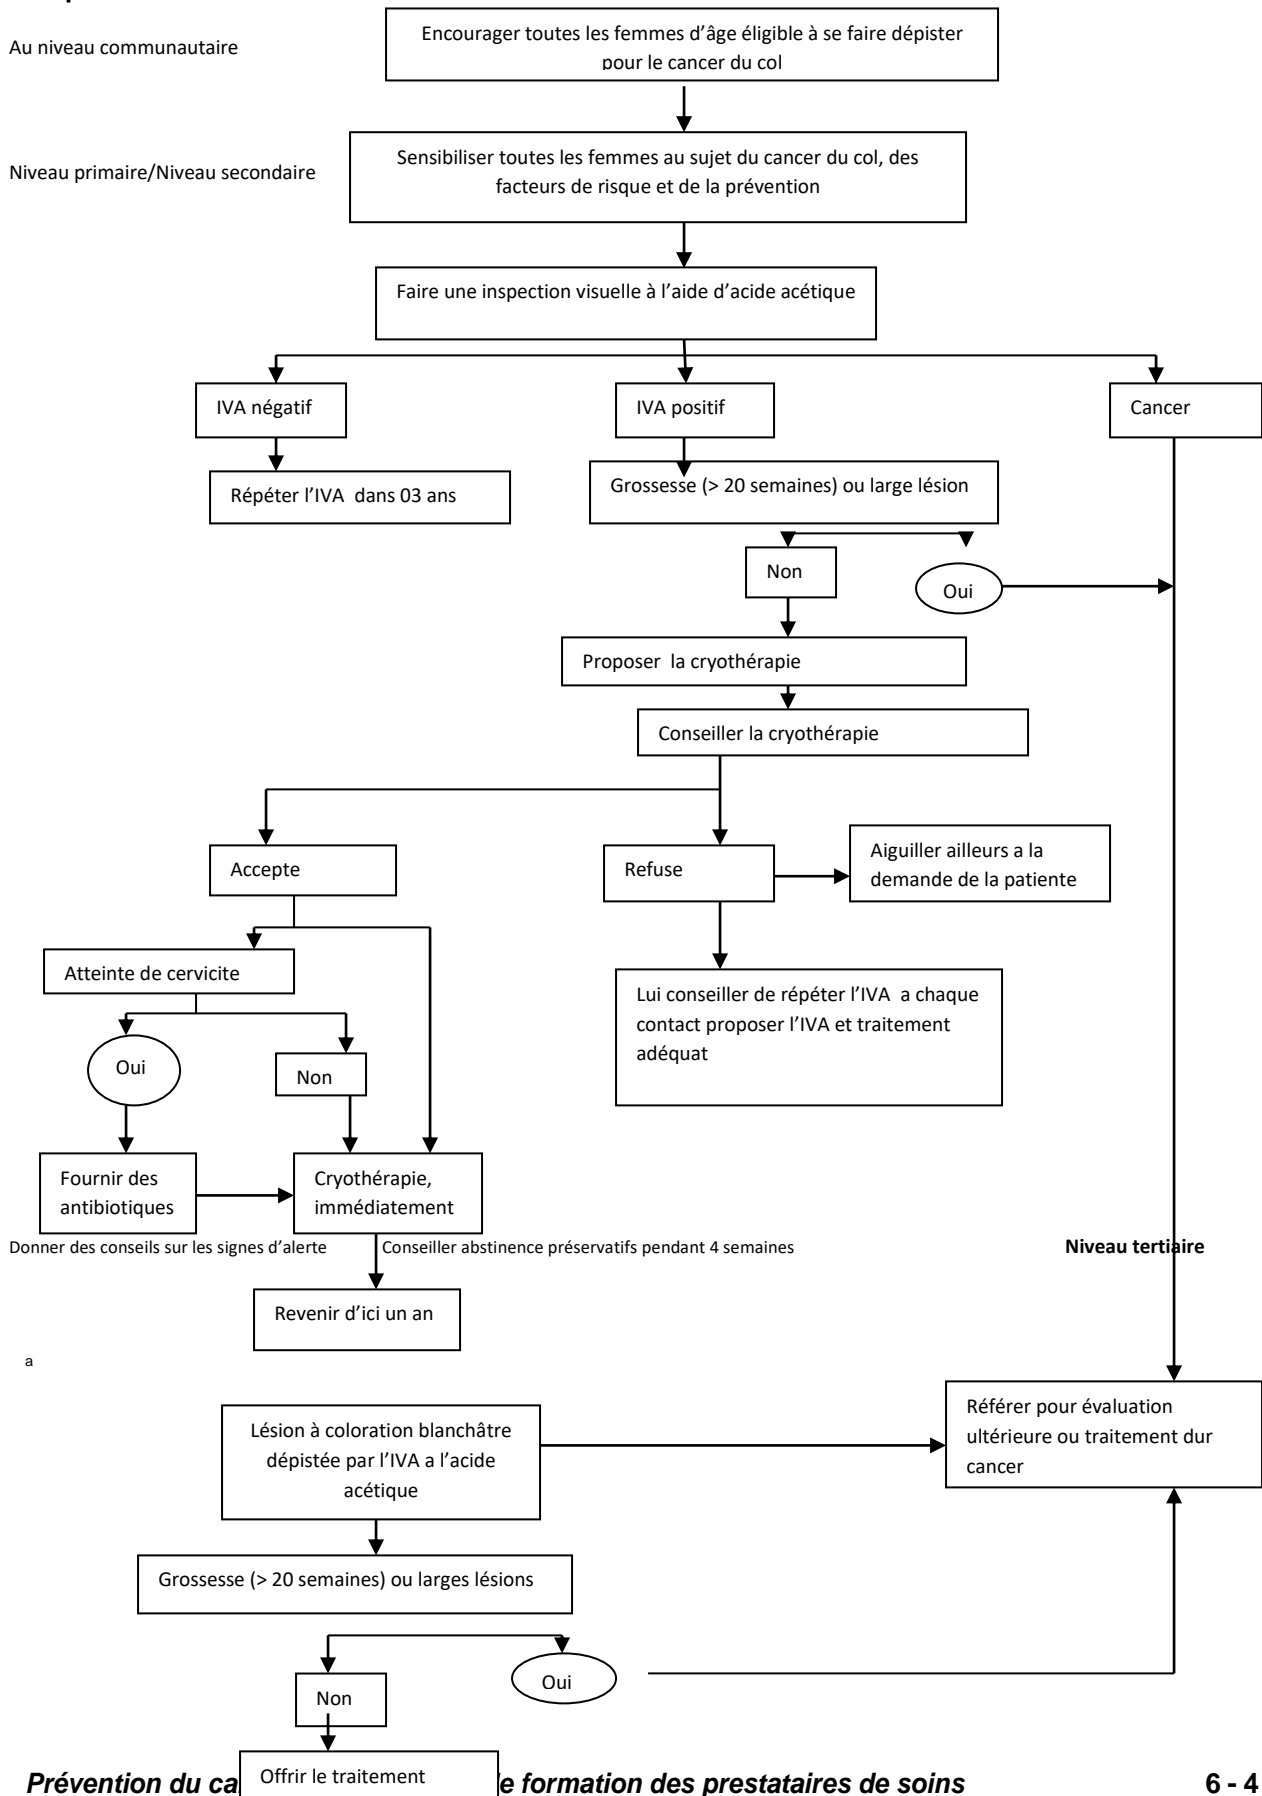 Au niveau communautaire
Encourager toutes les femmes d’âge éligible à se faire dépister
pour le cancer du col
Niveau primaire/Niveau secondaire
Sensibiliser toutes les femmes au sujet du cancer du col, des
facteurs de risque et de la prévention
Faire une inspection visuelle à l’aide d’acide acétique
IVA négatif
IVA positif
Cancer
Répéter l’IVA dans 03 ans
Grossesse (> 20 semaines) ou large lésion
Non
Oui
Proposer la cryothérapie
Conseiller la cryothérapie
Accepte
Refuse
Aiguiller ailleurs a la
demande de la patiente
Atteinte de cervicite
Lui conseiller de répéter l’IVA a chaque
contact proposer l’IVA et traitement
adéquat
Oui
Non
Fournir des
antibiotiques
Cryothérapie,
immédiatement
Donner des conseils sur les signes d’alerte
Conseiller abstinence préservatifs pendant 4 semaines
Niveau tertiaire
Revenir d’ici un an
a
Lésion à coloration blanchâtre
dépistée par l’IVA a l’acide
acétique
Référer pour évaluation
ultérieure ou traitement dur
cancer
Grossesse (> 20 semaines) ou larges lésions
Non
Oui
Offrir le traitement
Prévention du ca
e formation des prestataires de soins
6 - 4